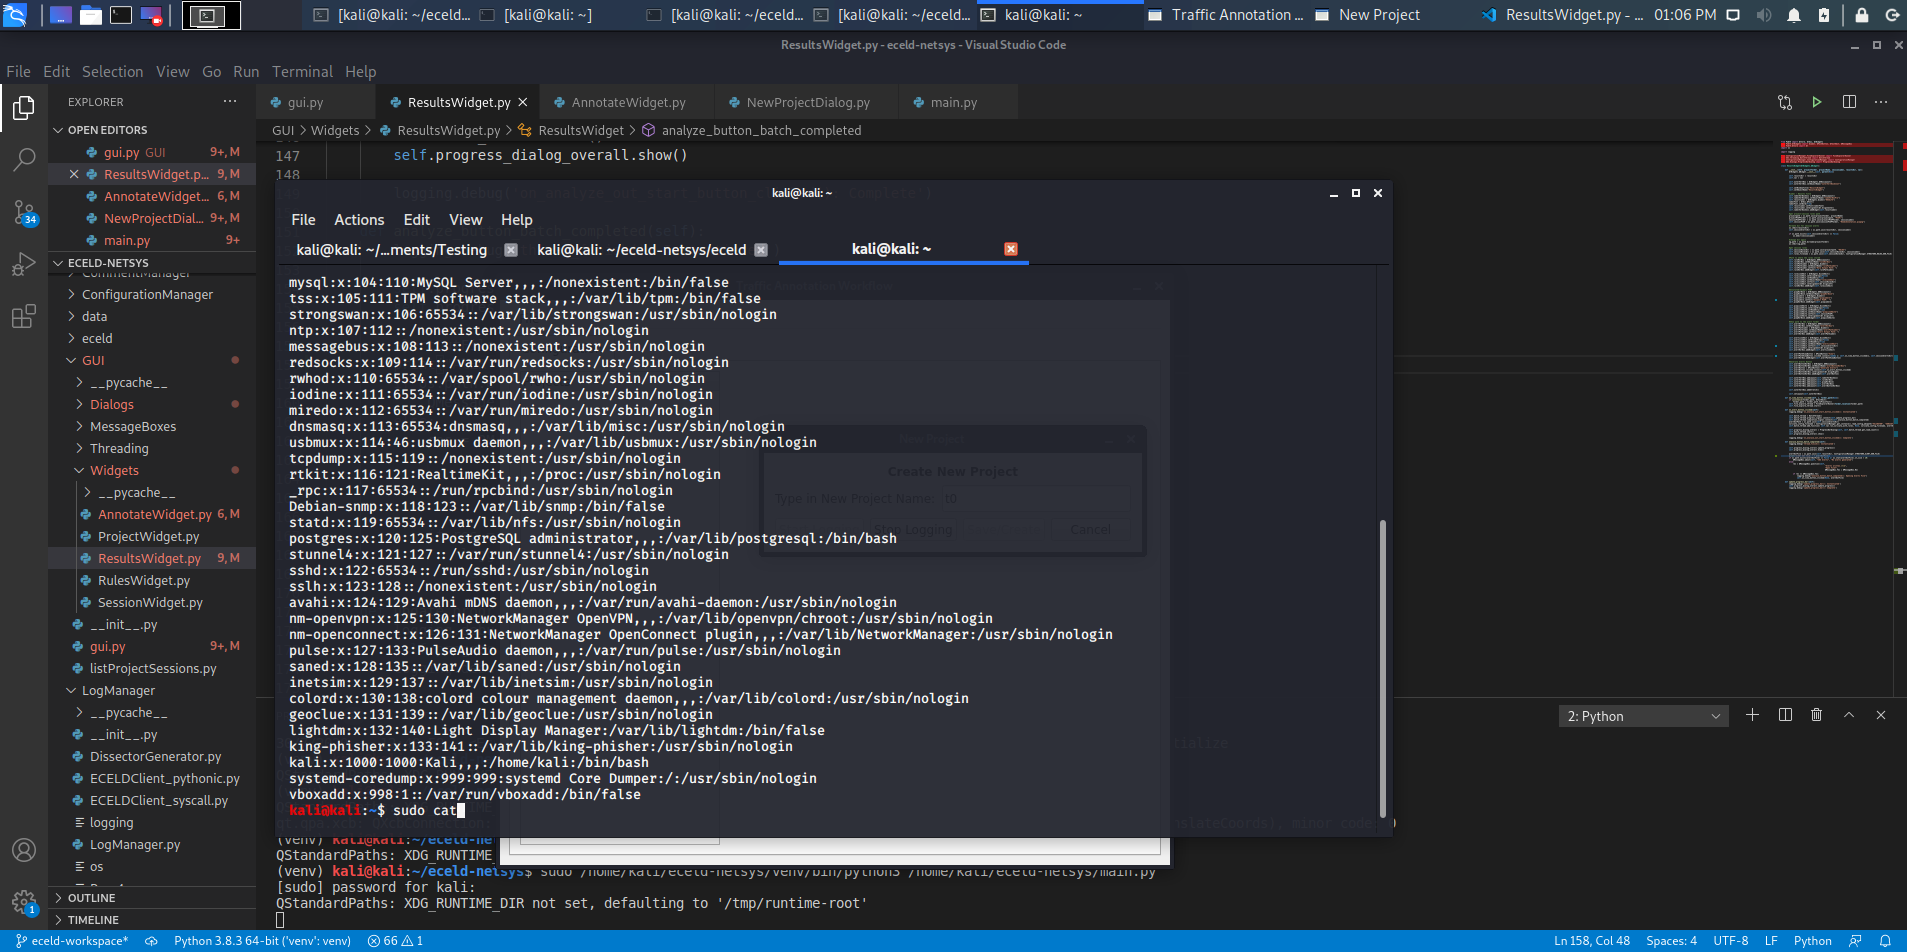 [kali@kali: ~/eceld...
[kali@kali: ~]
[kali@kali: ~/eceld...
[kali@kali: ~/eceld...
kali@kali: ~
Traffic Annotation ...
New Project
ResultsWidget.py - ...
01:06 PM
ResultsWidget.py - eceld-netsys - Visual Studio Code
File Edit Selection View Go Run Terminal Help
EXPLORER
OPEN EDITORS
gui.py GUI 9+, M
ResultsWidget.p... 9, M
AnnotateWidget... 6, M
NewProjectDial... 9+, M
main.py 9+
ECELD-NETSYS
CommentManager
ConfigurationManager
data
eceld
GUI
__pycache__
Dialogs
MessageBoxes
Threading
Widgets
__pycache__
AnnotateWidget.py 6, M
ProjectWidget.py
ResultsWidget.py 9, M
RulesWidget.py
SessionWidget.py
__init__.py
gui.py 9+, M
listProjectSessions.py
LogManager
__pycache__
__init__.py
DissectorGenerator.py
ECELDClient_pythonic.py
ECELDClient_syscall.py
logging
LogManager.py
os
OUTLINE
TIMELINE
34
1
gui.py
ResultsWidget.py
AnnotateWidget.py
NewProjectDialog.py
main.py
GUI > Widgets > ResultsWidget.py > ResultsWidget > analyze_button_batch_completed
147 self.progress_dialog_overall.show()
148
kali@kali: ~
File Actions Edit View Help
kali@kali: ~/...ments/Testing
kali@kali: ~/eceld-netsys/eceld
kali@kali: ~
mysql:x:104:110:MySQL Server,,,:/nonexistent:/bin/false
tss:x:105:111:TPM software stack,,,:/var/lib/tpm:/bin/false
strongswan:x:106:65534::/var/lib/strongswan:/usr/sbin/nologin
ntp:x:107:112::/nonexistent:/usr/sbin/nologin
messagebus:x:108:113::/nonexistent:/usr/sbin/nologin
redsocks:x:109:114::/var/run/redsocks:/usr/sbin/nologin
rwhod:x:110:65534::/var/spool/rwho:/usr/sbin/nologin
iodine:x:111:65534::/var/run/iodine:/usr/sbin/nologin
miredo:x:112:65534::/var/run/miredo:/usr/sbin/nologin
dnsmasq:x:113:65534:dnsmasq,,,:/var/lib/misc:/usr/sbin/nologin
usbmux:x:114:46:usbmux daemon,,,:/var/lib/usbmux:/usr/sbin/nologin
tcpdump:x:115:119::/nonexistent:/usr/sbin/nologin
rtkit:x:116:121:RealtimeKit,,,:/proc:/usr/sbin/nologin
_rpc:x:117:65534::/run/rpcbind:/usr/sbin/nologin
Debian-snmp:x:118:123::/var/lib/snmp:/bin/false
statd:x:119:65534::/var/lib/nfs:/usr/sbin/nologin
postgres:x:120:125:PostgreSQL administrator,,,:/var/lib/postgresql:/bin/bash
stunnel4:x:121:127::/var/run/stunnel4:/usr/sbin/nologin
sshd:x:122:65534::/run/sshd:/usr/sbin/nologin
sslh:x:123:128::/nonexistent:/usr/sbin/nologin
avahi:x:124:129:Avahi mDNS daemon,,,:/var/run/avahi-daemon:/usr/sbin/nologin
nm-openvpn:x:125:130:NetworkManager OpenVPN,,,:/var/lib/openvpn/chroot:/usr/sbin/nologin
nm-openconnect:x:126:131:NetworkManager OpenConnect plugin,,,:/var/lib/NetworkManager:/usr/sbin/nologin
pulse:x:127:133:PulseAudio daemon,,,:/var/run/pulse:/usr/sbin/nologin
saned:x:128:135::/var/lib/saned:/usr/sbin/nologin
inetsim:x:129:137::/var/lib/inetsim:/usr/sbin/nologin
colord:x:130:138:colord colour management daemon,,,:/var/lib/colord:/usr/sbin/nologin
geoclue:x:131:139::/var/lib/geoclue:/usr/sbin/nologin
lightdm:x:132:140:Light Display Manager:/var/lib/lightdm:/bin/false
king-phisher:x:133:141::/var/lib/king-phisher:/usr/sbin/nologin
kali:x:1000:1000:Kali,,,:/home/kali:/bin/bash
systemd-coredump:x:999:999:systemd Core Dumper:/:/usr/sbin/nologin
vboxadd:x:998:1::/var/run/vboxadd:/bin/false
kali@kali:~$ sudo cat
New Project
Create New Project
Type in New Project Name: t0
Stop Logging
Cancel
2: Python
(venv) kali@kali:~/eceld-ne
QStandardPaths: XDG_RUNTIME_
(venv) kali@kali:~/eceld-netsys$ sudo /home/kali/eceld-netsys/venv/bin/python3 /home/kali/eceld-netsys/main.py
[sudo] password for kali:
QStandardPaths: XDG_RUNTIME_DIR not set, defaulting to '/tmp/runtime-root'
eceld-workspace*
Python 3.8.3 64-bit ('venv': venv)
66 1
Ln 158, Col 48
Spaces: 4
UTF-8
LF
Python